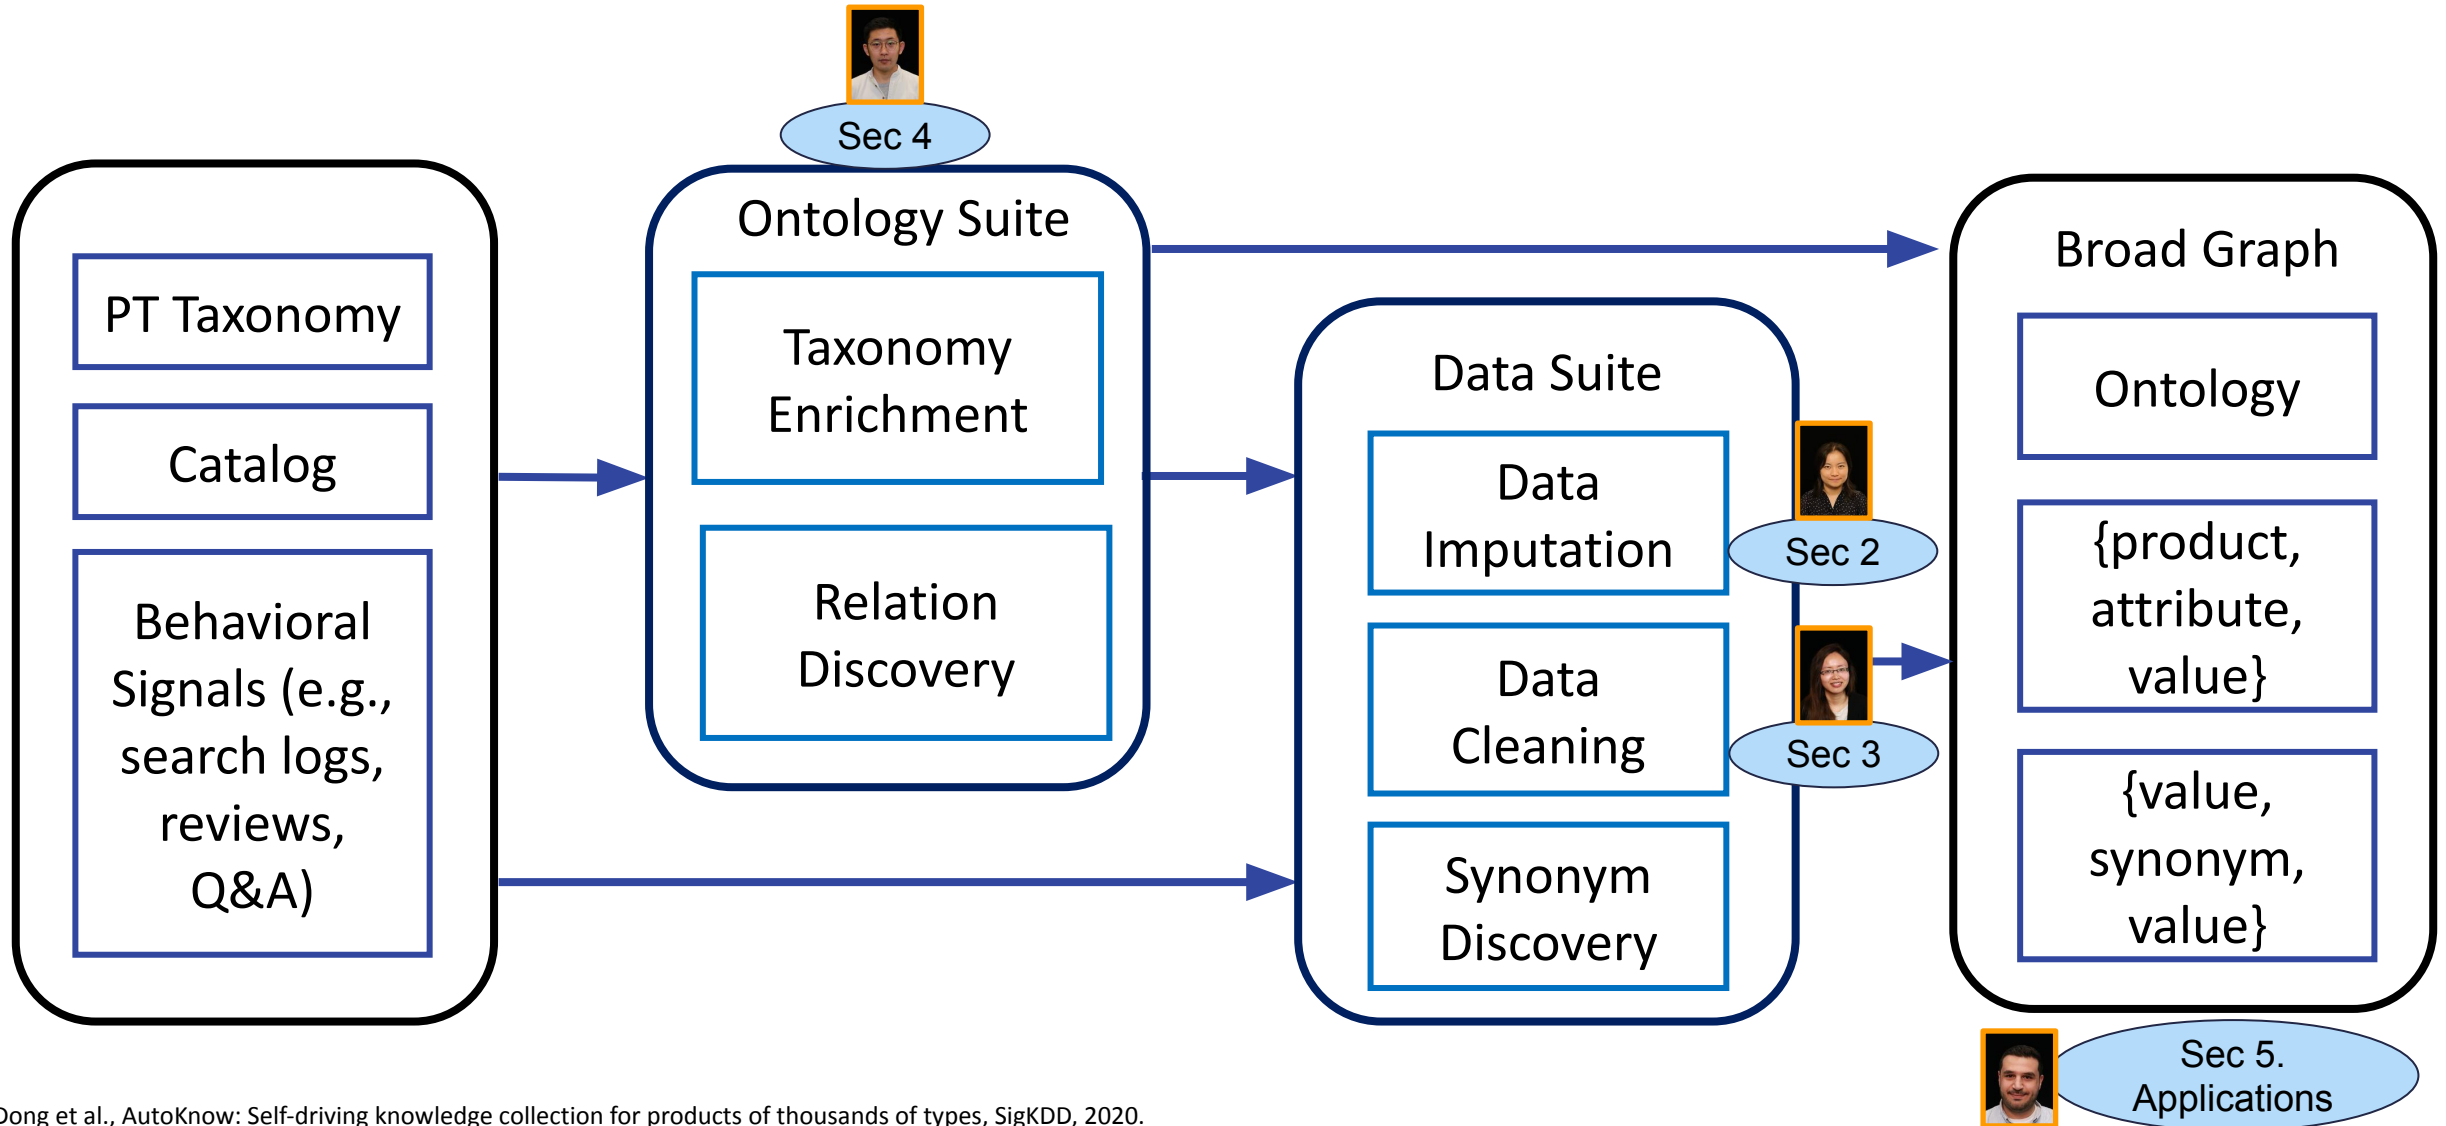 Sec 4
PT Taxonomy
Catalog
Behavioral
Signals (e.g.,
search logs,
reviews,
Q&A)
Ontology Suite
Taxonomy
Enrichment
Relation
Discovery
Data Suite
Data
Imputation
Sec 2
Data
Cleaning
Sec 3
Synonym
Discovery
Broad Graph
Ontology
{product,
attribute,
value}
{value,
synonym,
value}
Sec 5.
Applications
Dong et al., AutoKnow: Self-driving knowledge collection for products of thousands of types, SigKDD, 2020.